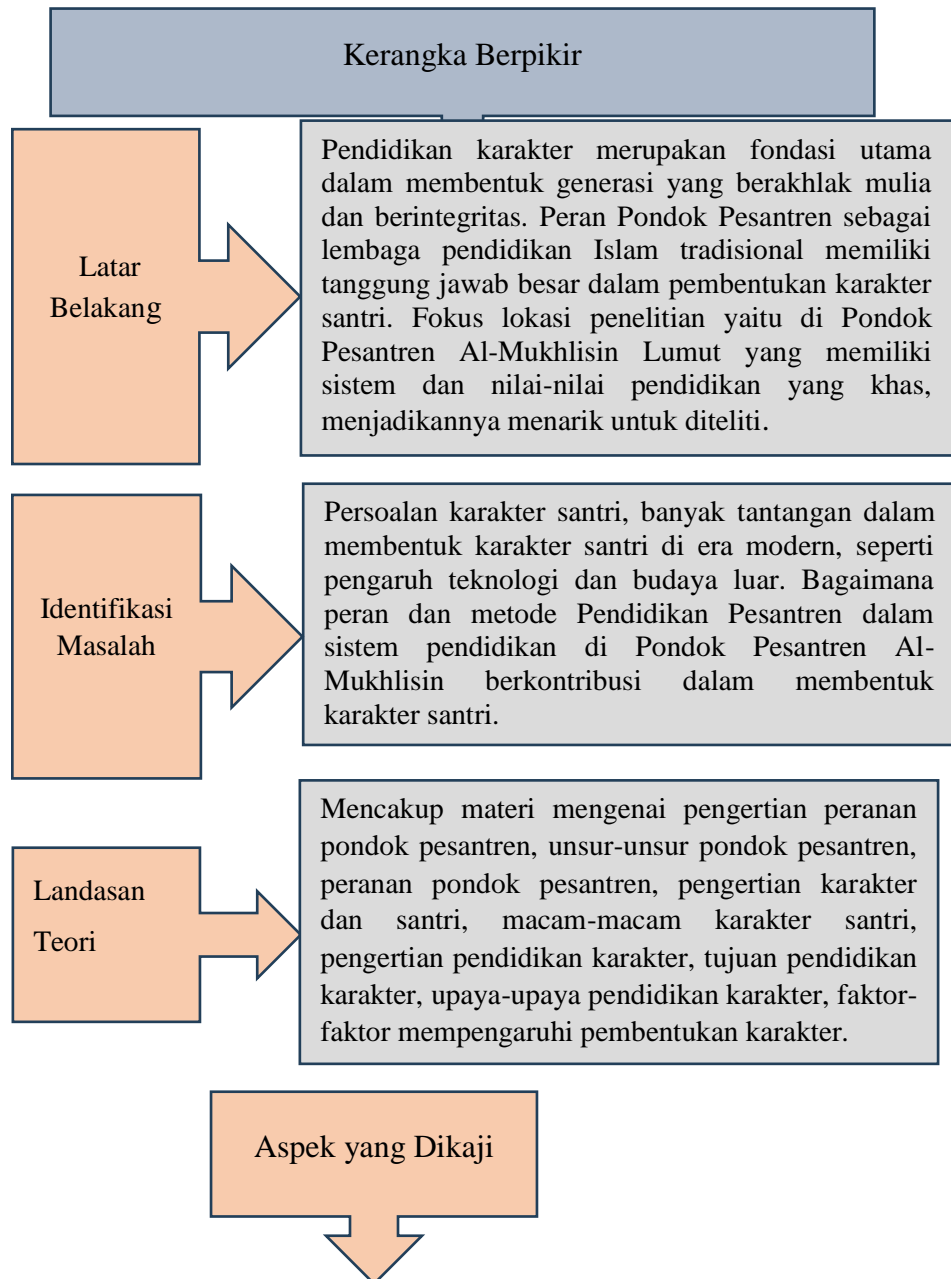 Kerangka Berpikir
Latar
Belakang
Pendidikan karakter merupakan fondasi utama
dalam membentuk generasi yang berakhlak mulia
dan berintegritas. Peran Pondok Pesantren sebagai
lembaga pendidikan Islam tradisional memiliki
tanggung jawab besar dalam pembentukan karakter
santri. Fokus lokasi penelitian yaitu di Pondok
Pesantren Al-Mukhlisin Lumut yang memiliki
sistem dan nilai-nilai pendidikan yang khas,
menjadikannya menarik untuk diteliti.
Identifikasi
Masalah
Persoalan karakter santri, banyak tantangan dalam
membentuk karakter santri di era modern, seperti
pengaruh teknologi dan budaya luar. Bagaimana
peran dan metode Pendidikan Pesantren dalam
sistem pendidikan di Pondok Pesantren Al-
Mukhlisin berkontribusi dalam membentuk
karakter santri.
Landasan
Teori
Mencakup materi mengenai pengertian peranan
pondok pesantren, unsur-unsur pondok pesantren,
peranan pondok pesantren, pengertian karakter
dan santri, macam-macam karakter santri,
pengertian pendidikan karakter, tujuan pendidikan
karakter, upaya-upaya pendidikan karakter, faktor-
faktor mempengaruhi pembentukan karakter.
Aspek yang Dikaji